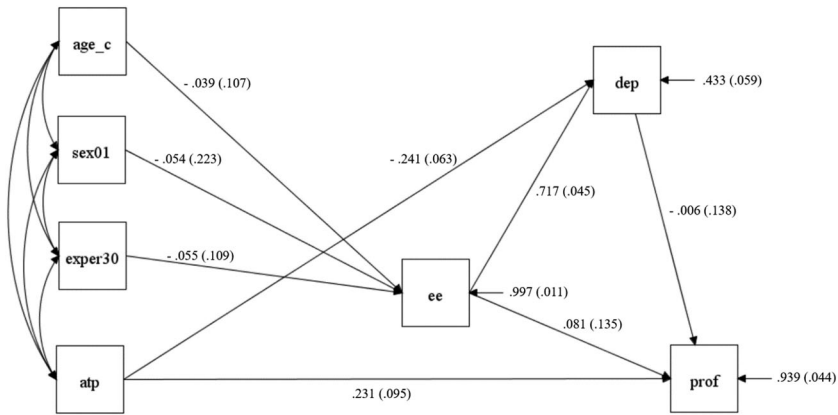 age_c
dep
.433 (.059)
- .039 (.107)
sex01
- .054 (.223)
- .241 (.063)
.717 (.045)
- .006 (.138)
exper30
- .055 (.109)
ee
.997 (.011)
.081 (.135)
atp
.231 (.095)
prof
.939 (.044)